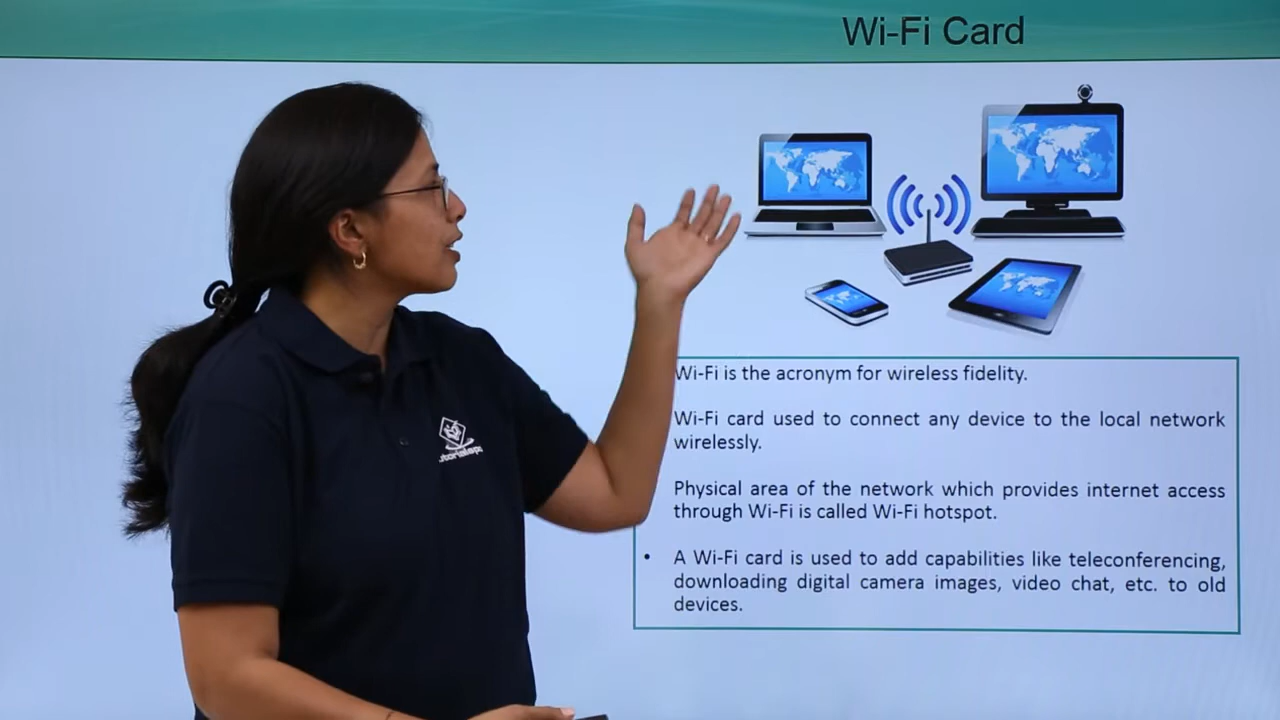 Wi-Fi Card
Wi-Fi is the acronym for wireless fidelity.
Wi-Fi card used to connect any device to the local network
wirelessly.
Physical area of the network which provides internet access
through Wi-Fi is called Wi-Fi hotspot.
• A Wi-Fi card is used to add capabilities like teleconferencing,
downloading digital camera images, video chat, etc. to old
devices.